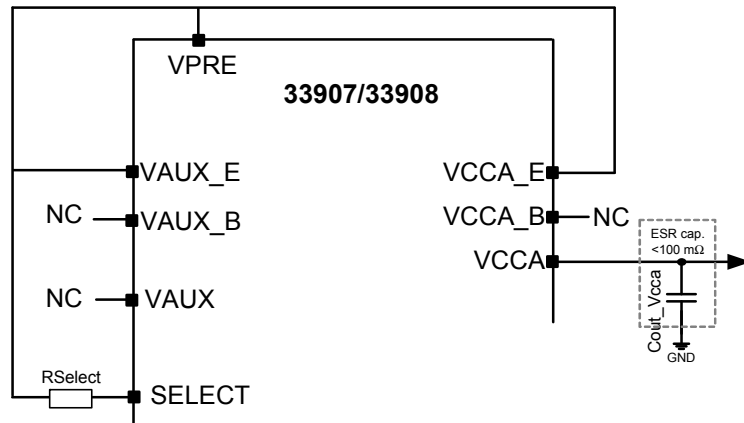 VPRE
33907/33908
VAUX_E
VCCA_E
NC
VAUX_B
VCCA_B
NC
ESR cap.
<100 mΩ
VCCA
Cout_Vcca
NC
VAUX
GND
RSelect
SELECT